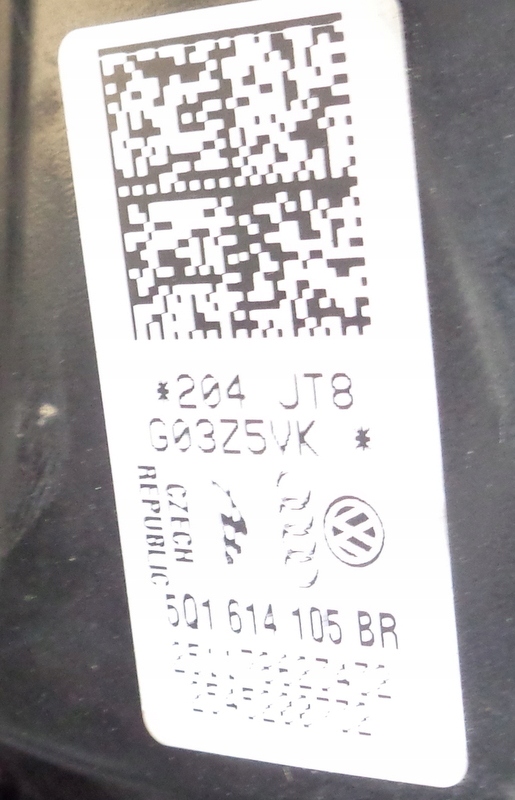 *204 JT8
G03Z5VK *
CZECH
REPUBLIC
5Q1 614 105 BR